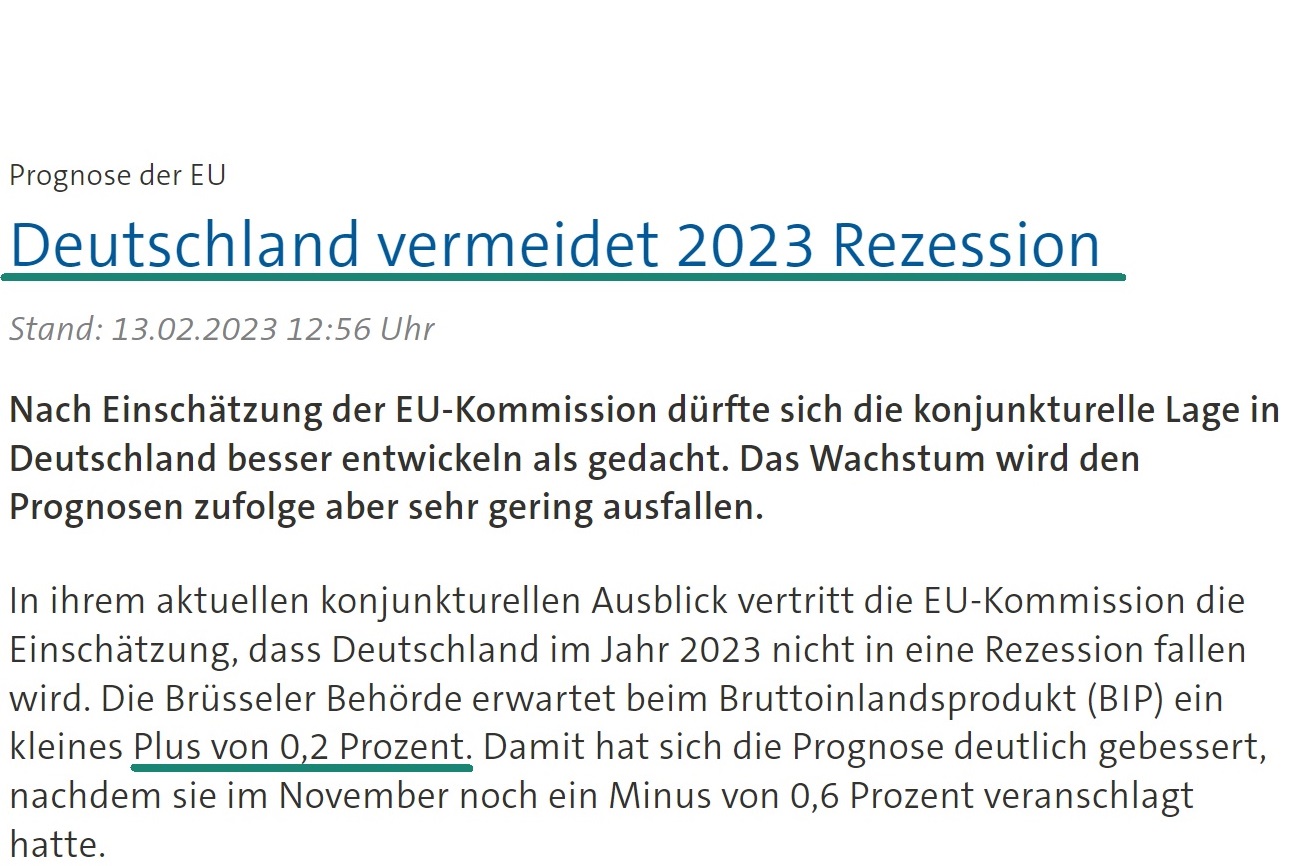 Prognose der EU
Deutschland vermeidet 2023 Rezession
Stand: 13.02.2023 12:56 Uhr
Nach Einschätzung der EU-Kommission dürfte sich die konjunkturelle Lage in
Deutschland besser entwickeln als gedacht. Das Wachstum wird den
Prognosen zufolge aber sehr gering ausfallen.
In ihrem aktuellen konjunkturellen Ausblick vertritt die EU-Kommission die
Einschätzung, dass Deutschland im Jahr 2023 nicht in eine Rezession fallen
wird. Die Brüsseler Behörde erwartet beim Bruttoinlandsprodukt (BIP) ein
kleines Plus von 0,2 Prozent. Damit hat sich die Prognose deutlich gebessert,
nachdem sie im November noch ein Minus von 0,6 Prozent veranschlagt
hatte.